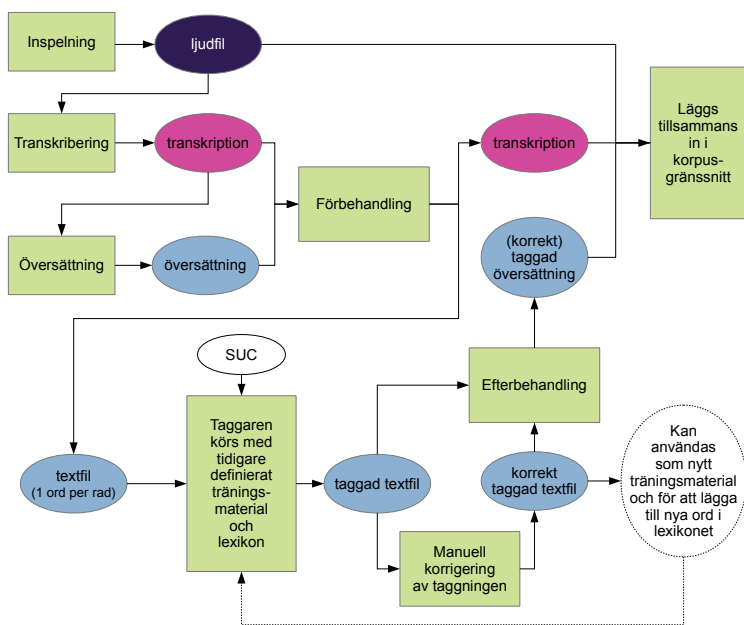 Inspelning
ljudfil
Transkribering
transkription
transkription
Läggs
tillsammans
in i
korpus-
gränssnitt
Förbehandling
Översättning
översättning
(korrekt)
taggad
översättning
SUC
Efterbehandling
Taggaren
körs med
tidigare
definierat
tränings-
material
och
lexikon
textfil
(1 ord per rad)
taggad textfil
korrekt
taggad textfil
Kan
användas
som nytt
träningsmaterial
och för att lägga
till nya ord i
lexikonet
Manuell
korrigering
av taggningen